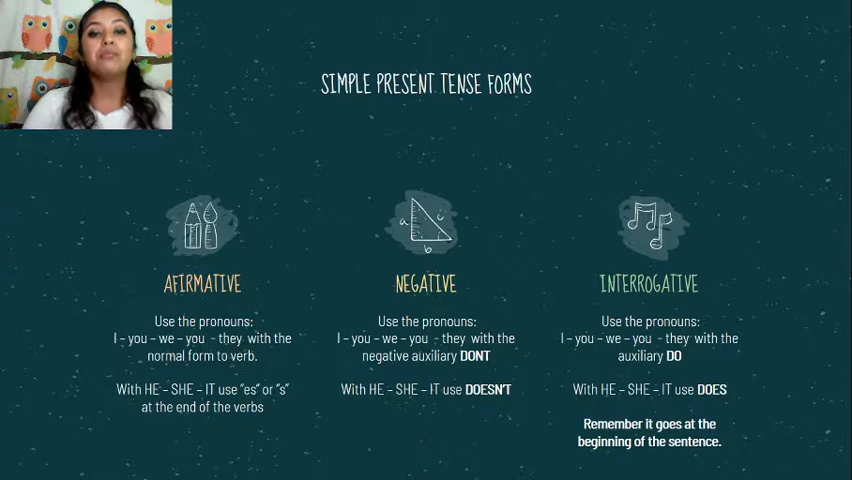 SIMPLE PRESENT TENSE FORMS
a
c
b
AFIRMATIVE
Use the pronouns:
I – you – we – you - they with the
normal form to verb.
With HE – SHE – IT use "es" or "s"
at the end of the verbs
NEGATIVE
Use the pronouns:
I – you – we – you - they with the
negative auxiliary DONT
With HE – SHE – IT use DOESN'T
INTERROGATIVE
Use the pronouns:
I – you – we – you - they with the
auxiliary DO
With HE – SHE – IT use DOES
Remember it goes at the
beginning of the sentence.